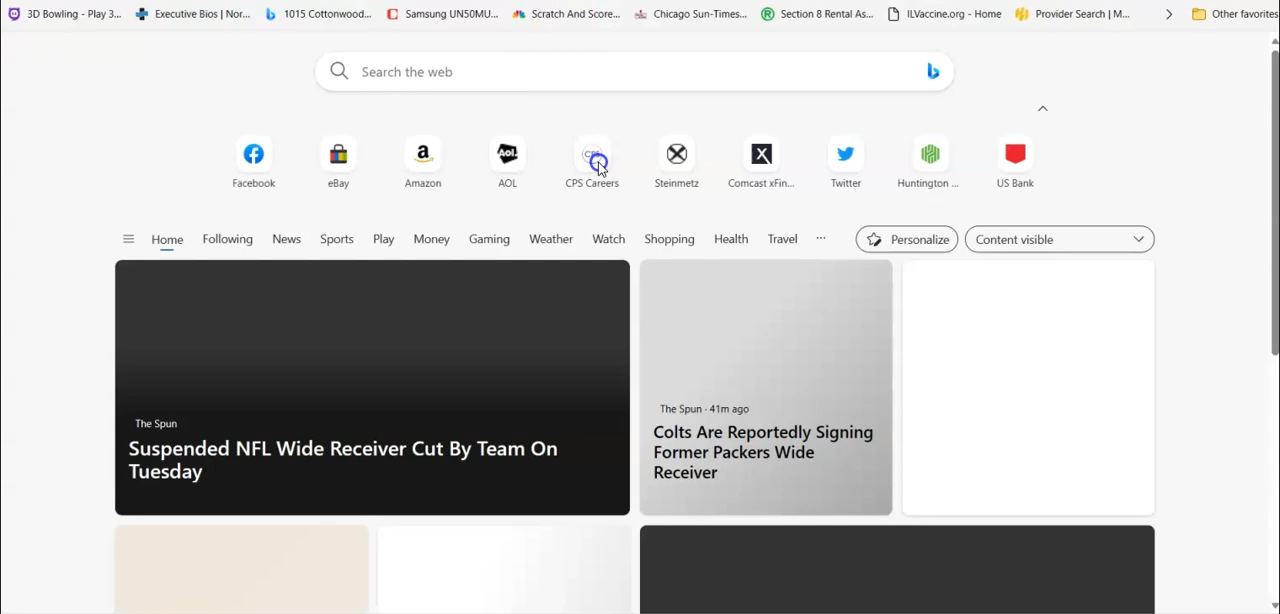 3D Bowling - Play 3...
Executive Bios | Nor...
1015 Cottonwood...
Samsung UN50MU...
Scratch And Score...
Chicago Sun-Times...
Section 8 Rental As...
ILVaccine.org - Home
Provider Search | M...
Other favorites
Search the web
Aol.
Facebook
eBay
Amazon
AOL
CPS Careers
Steinmetz
Comcast xFin...
Twitter
Huntington ...
US Bank
Home
Following
News
Sports
Play
Money
Gaming
Weather
Watch
Shopping
Health
Travel
...
Personalize
Content visible
The Spun
Suspended NFL Wide Receiver Cut By Team On
Tuesday
The Spun · 41m ago
Colts Are Reportedly Signing
Former Packers Wide
Receiver